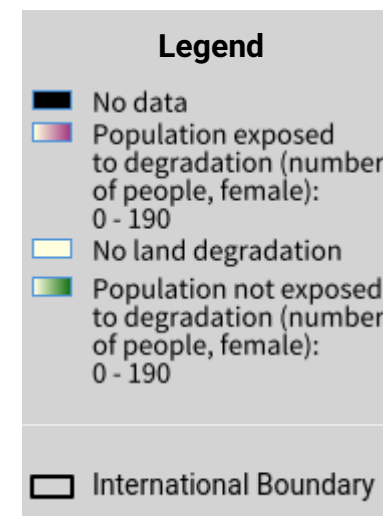 Legend
No data
Population exposed
to degradation (number
of people, female):
0 - 190
No land degradation
Population not exposed
to degradation (number
of people, female):
0 - 190
International Boundary